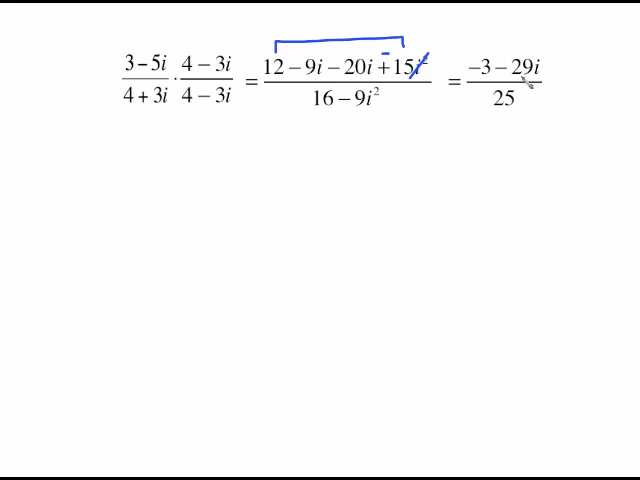 3 − 5i / 4 + 3i · 4 − 3i / 4 − 3i = 12 − 9i − 20i + 15i² / 16 − 9i² = −3 − 29i / 25